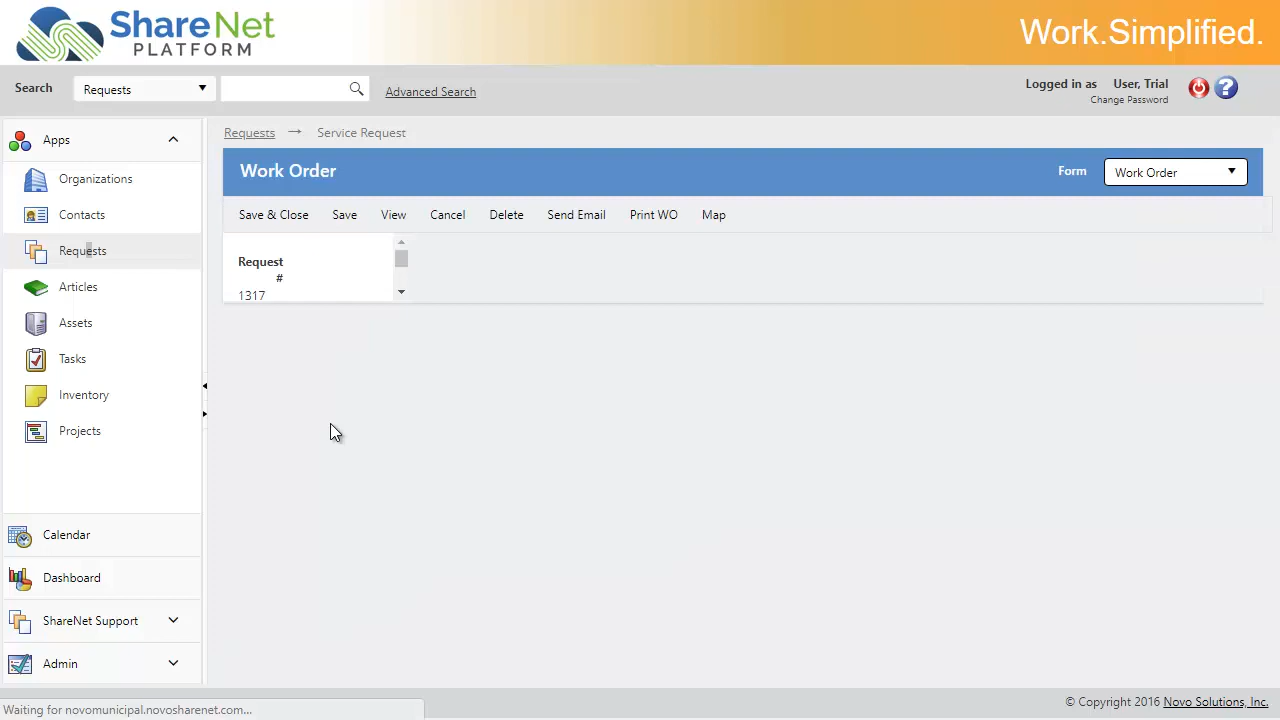 ShareNet
PLATFORM
Work.Simplified.
Search
Requests
Advanced Search
Logged in as User, Trial
Change Password
?
Apps
Organizations
Contacts
Requests
Articles
Assets
Tasks
Inventory
Projects
Calendar
Dashboard
ShareNet Support
Admin
Requests → Service Request
Work Order
Form
Work Order
Save & Close
Save
View
Cancel
Delete
Send Email
Print WO
Map
Request
#
1317
Waiting for novomunicipal.novosharenet.com...
© Copyright 2016 Novo Solutions, Inc.